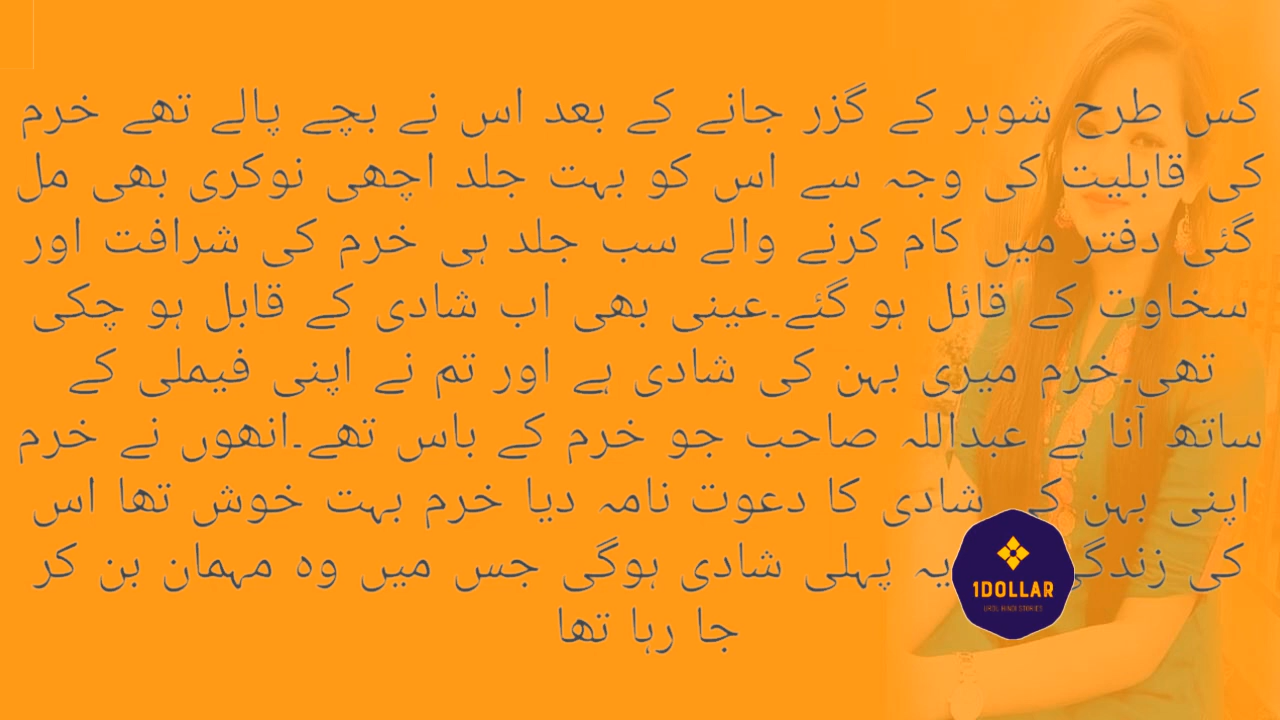 کس طرح شوہر کے گزر جانے کے بعد اس نے بچے پالے تھے خرم
کی قابلیت کی وجہ سے اس کو بہت جلد اچھی نوکری بھی مل
گئی دفتر میں کام کرنے والے سب جلد ہی خرم کی شرافت اور
سخاوت کے قائل ہو گئے۔عینی بھی اب شادی کے قابل ہو چکی
تھی۔خرم میری بہن کی شادی ہے اور تم نے اپنی فیملی کے
ساتھ آنا ہے عبداللہ صاحب جو خرم کے باس تھے۔انھوں نے خرم
اپنی بہن کی شادی کا دعوت نامہ دیا خرم بہت خوش تھا اس
کی یہ پہلی شادی ہوگی جس میں وہ مہمان بن کر
جا رہا تھا
1DOLLAR
URDU HINDI STORIES